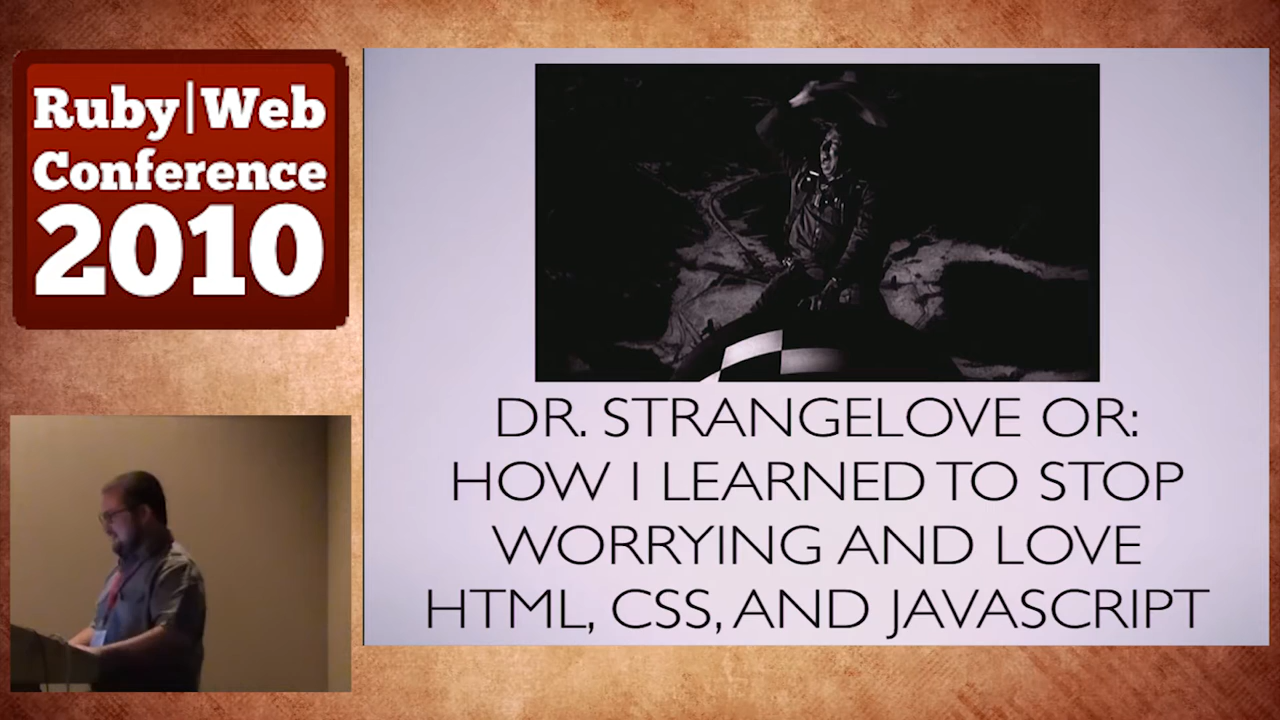 Ruby|Web
Conference
2010
DR. STRANGELOVE OR:
HOW I LEARNED TO STOP
WORRYING AND LOVE
HTML, CSS, AND JAVASCRIPT